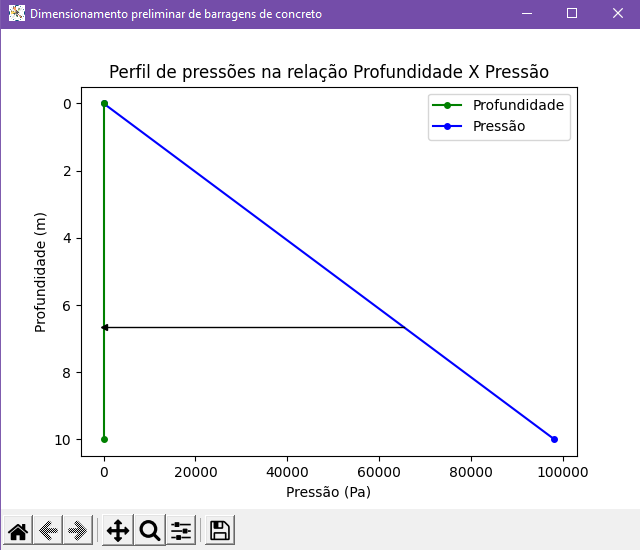 Dimensionamento preliminar de barragens de concreto
Perfil de pressões na relação Profundidade X Pressão
Profundidade
Pressão
Profundidade (m)
0
2
4
6
8
10
0 20000 40000 60000 80000 100000
Pressão (Pa)